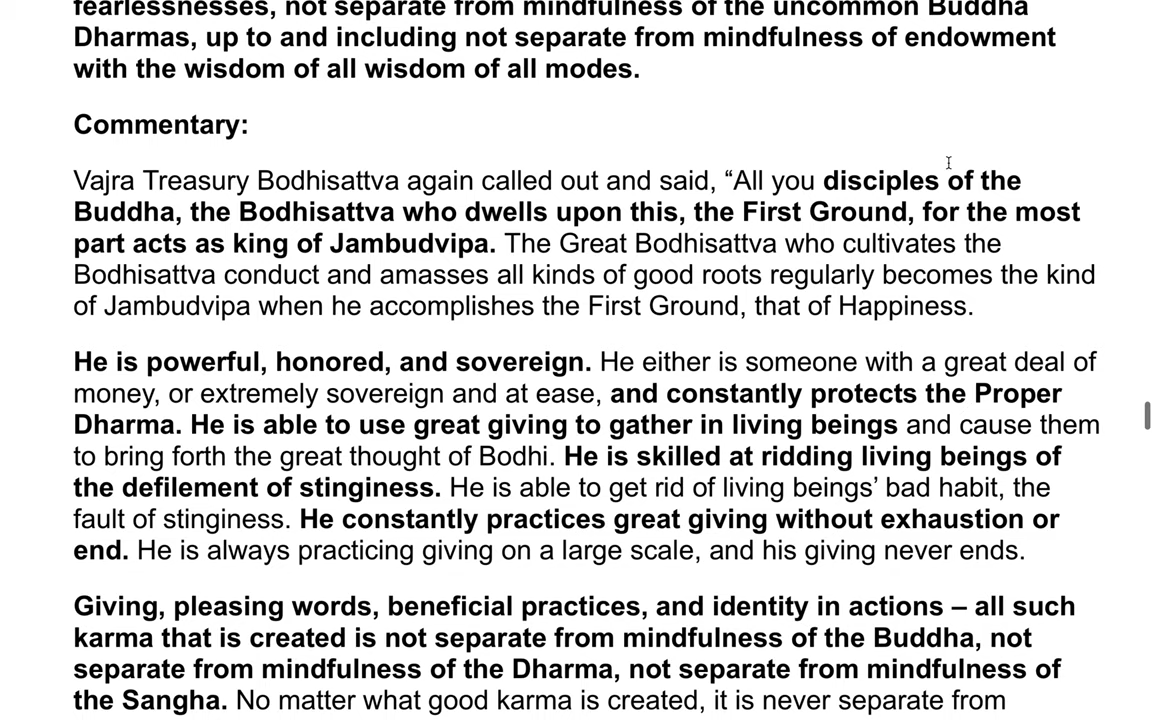 fearlessnesses, not separate from mindfulness of the uncommon Buddha
Dharmas, up to and including not separate from mindfulness of endowment
with the wisdom of all wisdom of all modes.
Commentary:
Vajra Treasury Bodhisattva again called out and said, “All you disciples of the
Buddha, the Bodhisattva who dwells upon this, the First Ground, for the most
part acts as king of Jambudvipa. The Great Bodhisattva who cultivates the
Bodhisattva conduct and amasses all kinds of good roots regularly becomes the kind
of Jambudvipa when he accomplishes the First Ground, that of Happiness.
He is powerful, honored, and sovereign. He either is someone with a great deal of
money, or extremely sovereign and at ease, and constantly protects the Proper
Dharma. He is able to use great giving to gather in living beings and cause them
to bring forth the great thought of Bodhi. He is skilled at ridding living beings of
the defilement of stinginess. He is able to get rid of living beings’ bad habit, the
fault of stinginess. He constantly practices great giving without exhaustion or
end. He is always practicing giving on a large scale, and his giving never ends.
Giving, pleasing words, beneficial practices, and identity in actions – all such
karma that is created is not separate from mindfulness of the Buddha, not
separate from mindfulness of the Dharma, not separate from mindfulness of
the Sangha. No matter what good karma is created, it is never separate from